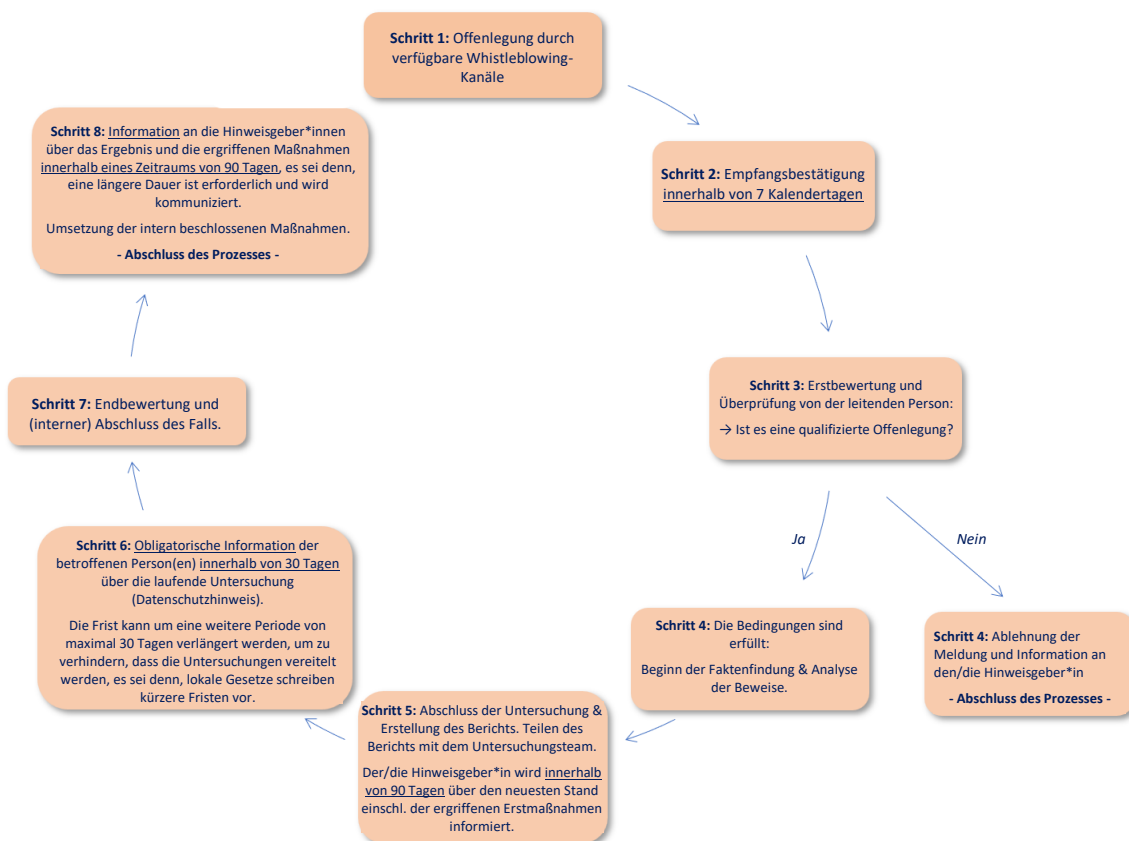 Schritt 1: Offenlegung durch
verfügbare Whistleblowing-
Kanäle
Schritt 2: Empfangsbestätigung
innerhalb von 7 Kalendertagen
Schritt 3: Erstbewertung und
Überprüfung von der leitenden Person:
→ Ist es eine qualifizierte Offenlegung?
Ja
Nein
Schritt 4: Die Bedingungen sind
erfüllt:
Beginn der Faktenfindung & Analyse
der Beweise.
Schritt 4: Ablehnung der
Meldung und Information an
den/die Hinweisgeber*in
- Abschluss des Prozesses -
Schritt 5: Abschluss der Untersuchung &
Erstellung des Berichts. Teilen des
Berichts mit dem Untersuchungsteam.
Der/die Hinweisgeber*in wird innerhalb
von 90 Tagen über den neuesten Stand
einschl. der ergriffenen Erstmaßnahmen
informiert.
Schritt 6: Obligatorische Information der
betroffenen Person(en) innerhalb von 30 Tagen
über die laufende Untersuchung
(Datenschutzhinweis).
Die Frist kann um eine weitere Periode von
maximal 30 Tagen verlängert werden, um zu
verhindern, dass die Untersuchungen vereitelt
werden, es sei denn, lokale Gesetze schreiben
kürzere Fristen vor.
Schritt 7: Endbewertung und
(interner) Abschluss des Falls.
Schritt 8: Information an die Hinweisgeber*innen
über das Ergebnis und die ergriffenen Maßnahmen
innerhalb eines Zeitraums von 90 Tagen, es sei denn,
eine längere Dauer ist erforderlich und wird
kommuniziert.
Umsetzung der intern beschlossenen Maßnahmen.
- Abschluss des Prozesses -